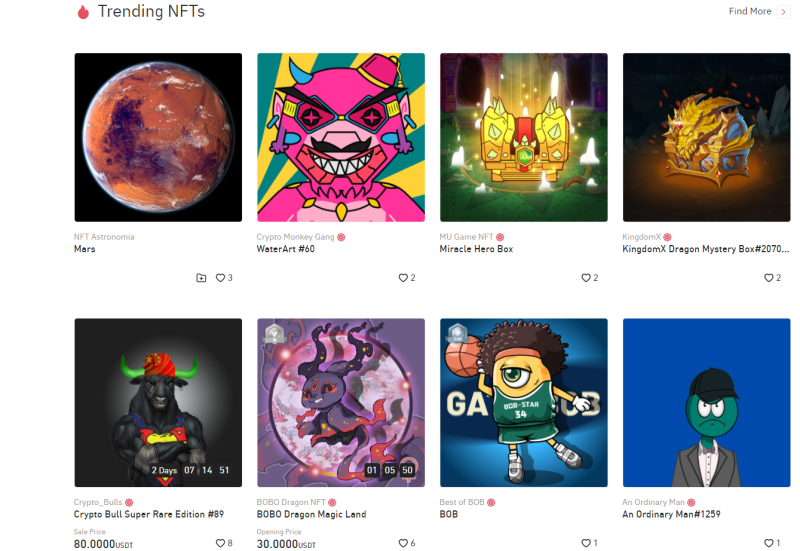 Trending NFTs
Find More
NFT Astronomia
Mars
3
Crypto Monkey Gang
WaterArt #60
2
MU Game NFT
Miracle Hero Box
2
KingdomX
KingdomX Dragon Mystery Box#2070...
2
2 Days 07 14 51
Crypto_Bulls
Crypto Bull Super Rare Edition #89
Sale Price
80.0000USDT
8
01 05 50
BOBO Dragon NFT
BOBO Dragon Magic Land
Opening Price
30.0000USDT
6
BOB-STAR
34
Best of BOB
BOB
1
An Ordinary Man
An Ordinary Man#1259
1